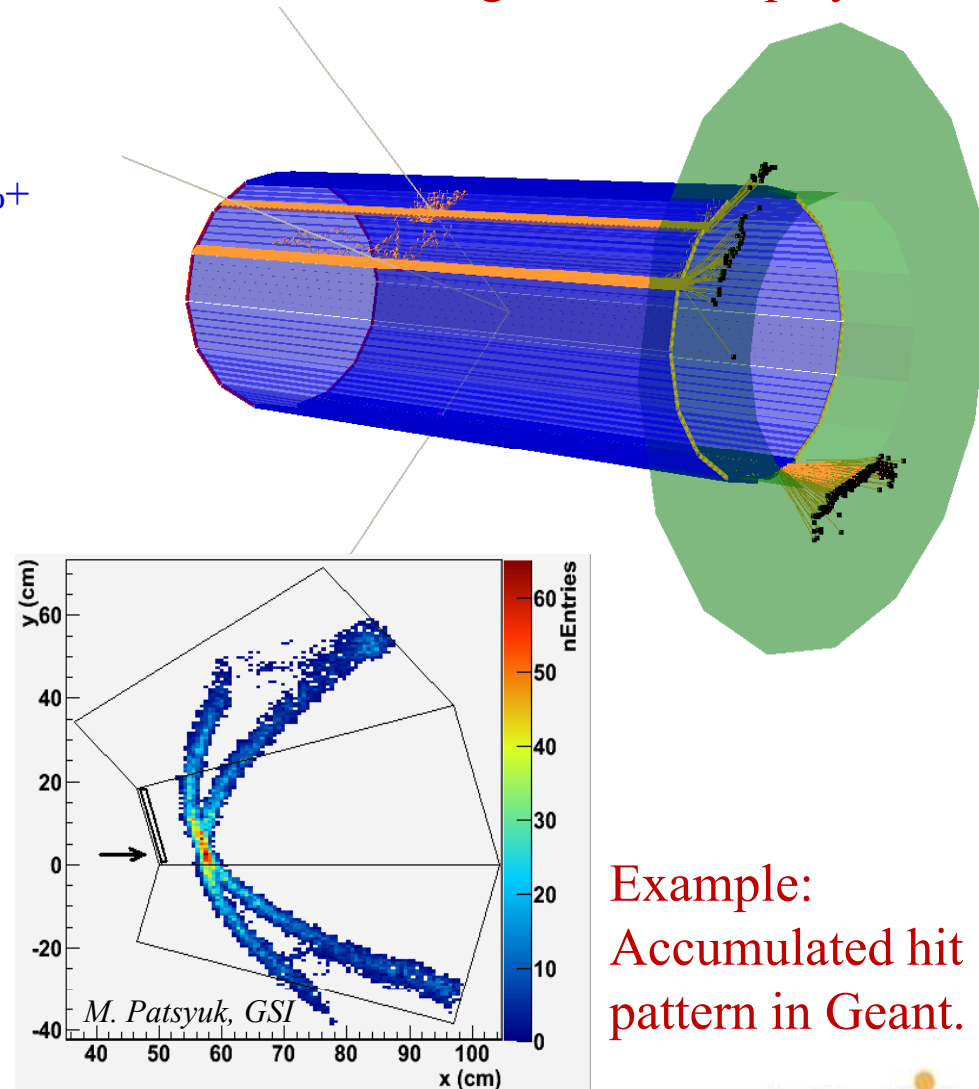 y (cm)
60
40
20
0
-20
-40
40 50 60 70 80 90 100
x (cm)
nEntries
60
50
40
30
20
10
0
M. Patsyuk, GSI
Example:
Accumulated hit
pattern in Geant.